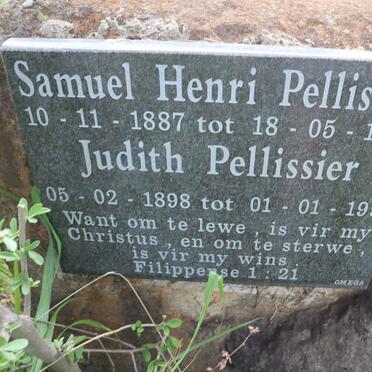 Samuel Henri Pellis
10 - 11 - 1887 tot 18 - 05 - 1
Judith Pellissier
05 - 02 - 1898 tot 01 - 01 - 19
Want om te lewe , is vir my
Christus , en om te sterwe ,
is vir my wins .
Filippense 1 : 21
OMEGA